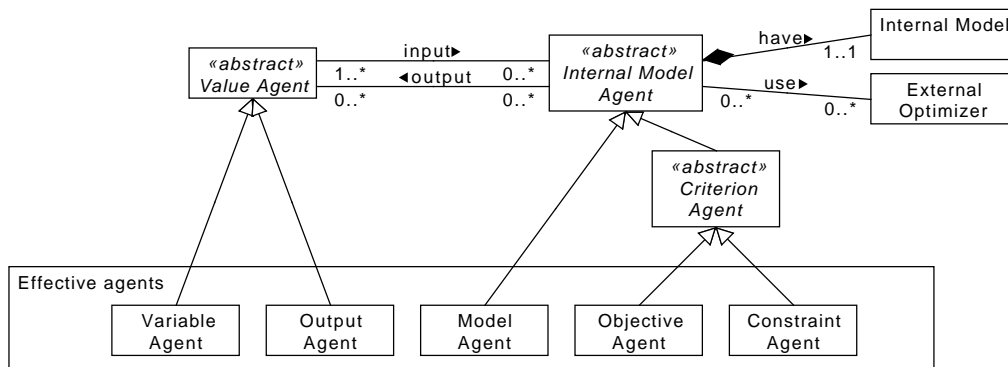 «abstract»
Value Agent
input▶
1..*
0..*
◀output
0..*
0..*
«abstract»
Internal Model
Agent
have▶
1..1
Internal Model
use▶
0..*
0..*
External
Optimizer
«abstract»
Criterion
Agent
Effective agents
Variable
Agent
Output
Agent
Model
Agent
Objective
Agent
Constraint
Agent